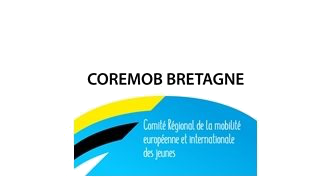 COREMOB BRETAGNE
Comité Régional de la mobilité
européenne et internationale
des jeunes